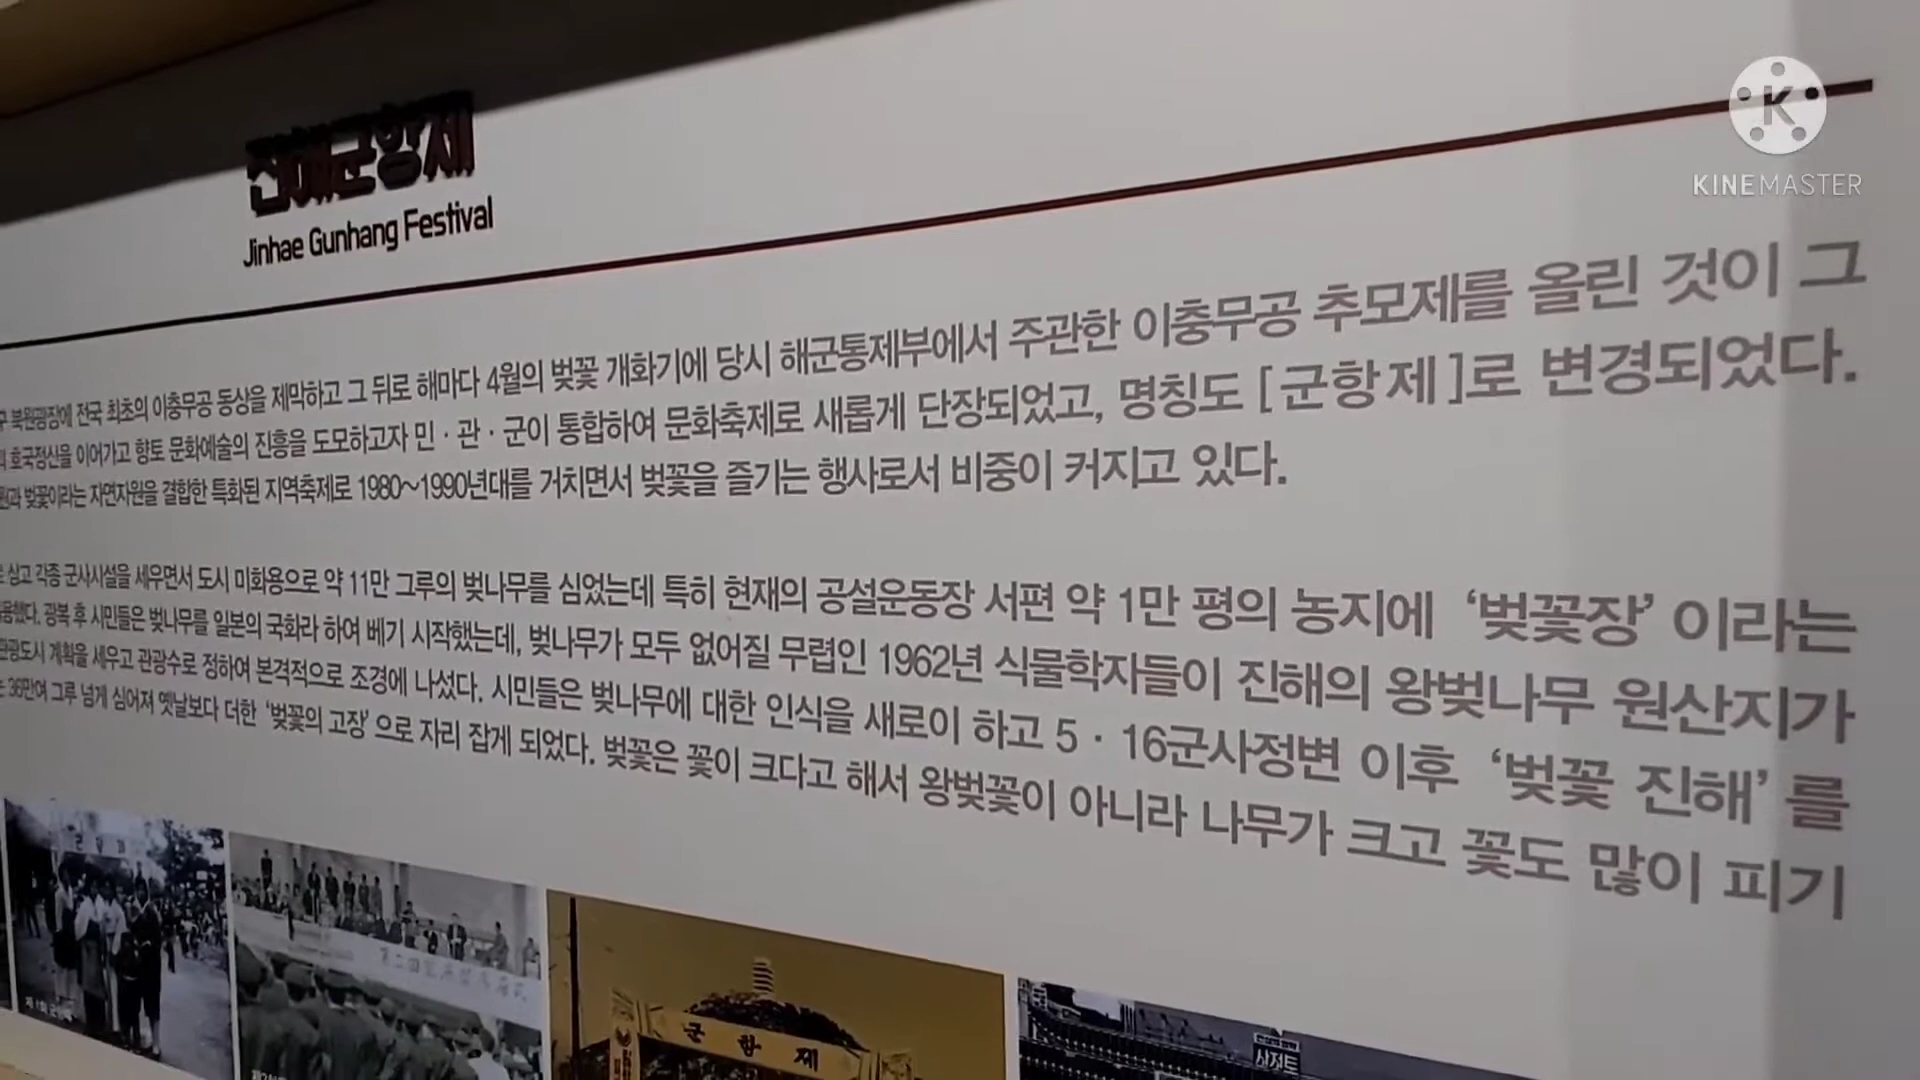 KINEMASTER
진해군항제
Jinhae Gunhang Festival
북원광장에 전국 최초의 이충무공 동상을 제막하고 그 뒤로 해마다 4월의 벚꽃 개화기에 당시 해군통제부에서 주관한 이충무공 추모제를 올린 것이 그
호국정신을 이어가고 향토 문화예술의 진흥을 도모하고자 민·관·군이 통합하여 문화축제로 새롭게 단장되었고, 명칭도 [군항제]로 변경되었다.
벚꽃이라는 자연자원을 결합한 특화된 지역축제로 1980~1990년대를 거치면서 벚꽃을 즐기는 행사로서 비중이 커지고 있다.
심고 각종 군사시설을 세우면서 도시 미화용으로 약 11만 그루의 벚나무를 심었는데 특히 현재의 공설운동장 서편 약 1만 평의 농지에 ‘벚꽃장’ 이라는
광복 후 시민들은 벚나무를 일본의 국화라 하여 베기 시작했는데, 벚나무가 모두 없어질 무렵인 1962년 식물학자들이 진해의 왕벚나무 원산지가
관광도시 계획을 세우고 관광수로 정하여 본격적으로 조경에 나섰다. 시민들은 벚나무에 대한 인식을 새로이 하고 5·16군사정변 이후 ‘벚꽃 진해’를
36만여 그루 넘게 심어져 옛날보다 더한 ‘벚꽃의 고장’으로 자리 잡게 되었다. 벚꽃은 꽃이 크다고 해서 왕벚꽃이 아니라 나무가 크고 꽃도 많이 피기
군항제